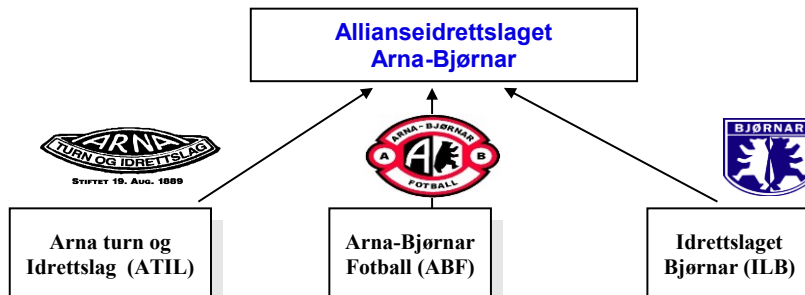 Allianseidrettslaget
Arna-Bjørnar
ARNA
TURN OG IDRETTSLAG
STIFTET 19. AUG. 1889
ARNA-BJØRNAR
A A B
FOTBALL
BJØRNAR
Arna turn og
Idrettslag (ATIL)
Arna-Bjørnar
Fotball (ABF)
Idrettslaget
Bjørnar (ILB)